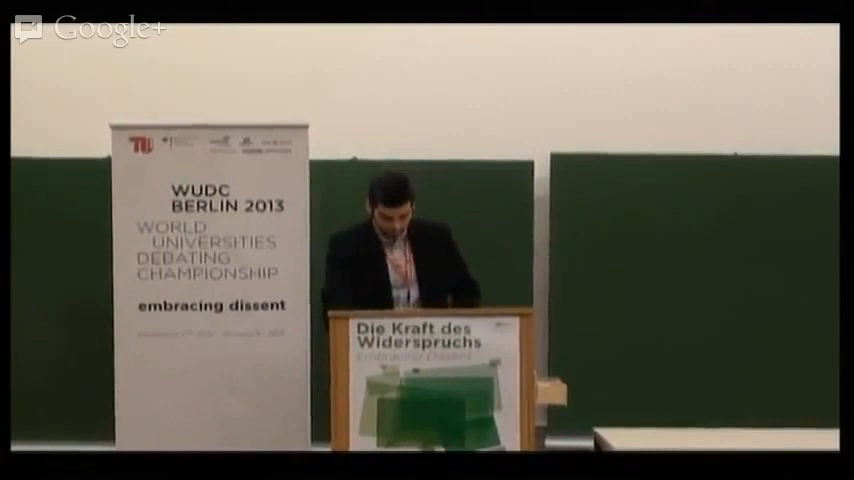 Google+
TU
WUDC
BERLIN 2013
WORLD
UNIVERSITIES
DEBATING
CHAMPIONSHIP
embracing dissent
Die Kraft des
Widerspruchs
Embracing Dissent